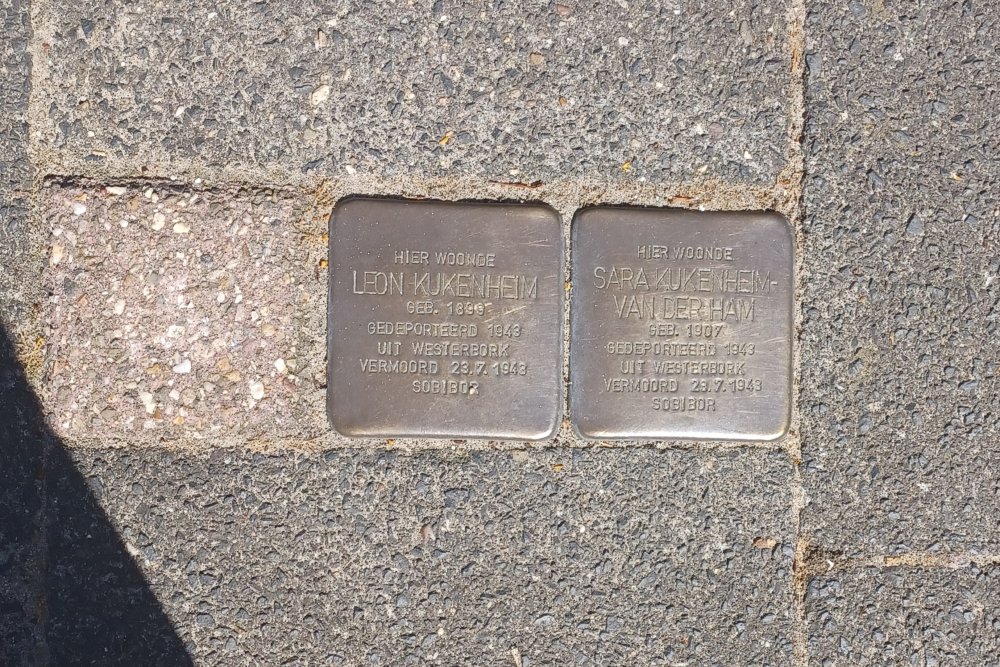 HIER WOONDE
LEON KUKENHEIM
GEB. 1899
GEDEPORTEERD 1943
UIT WESTERBORK
VERMOORD 23.7.1943
SOBIBOR
HIER WOONDE
SARA KUKENHEIM-
VAN DER HAM
GEB. 1907
GEDEPORTEERD 1943
UIT WESTERBORK
VERMOORD 23.7.1943
SOBIBOR